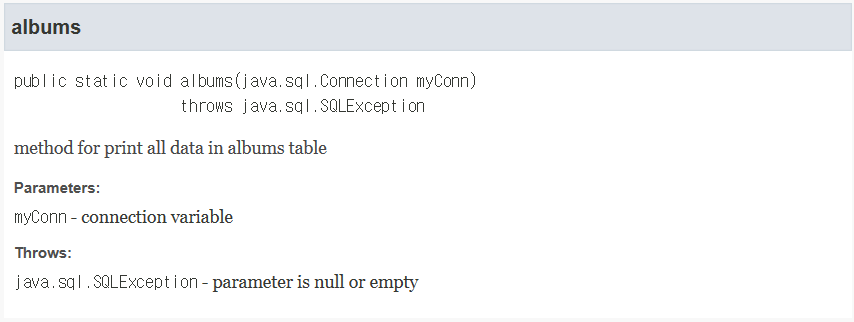 albums
public static void albums(java.sql.Connection myConn)
throws java.sql.SQLException
method for print all data in albums table
Parameters:
myConn - connection variable
Throws:
java.sql.SQLException - parameter is null or empty